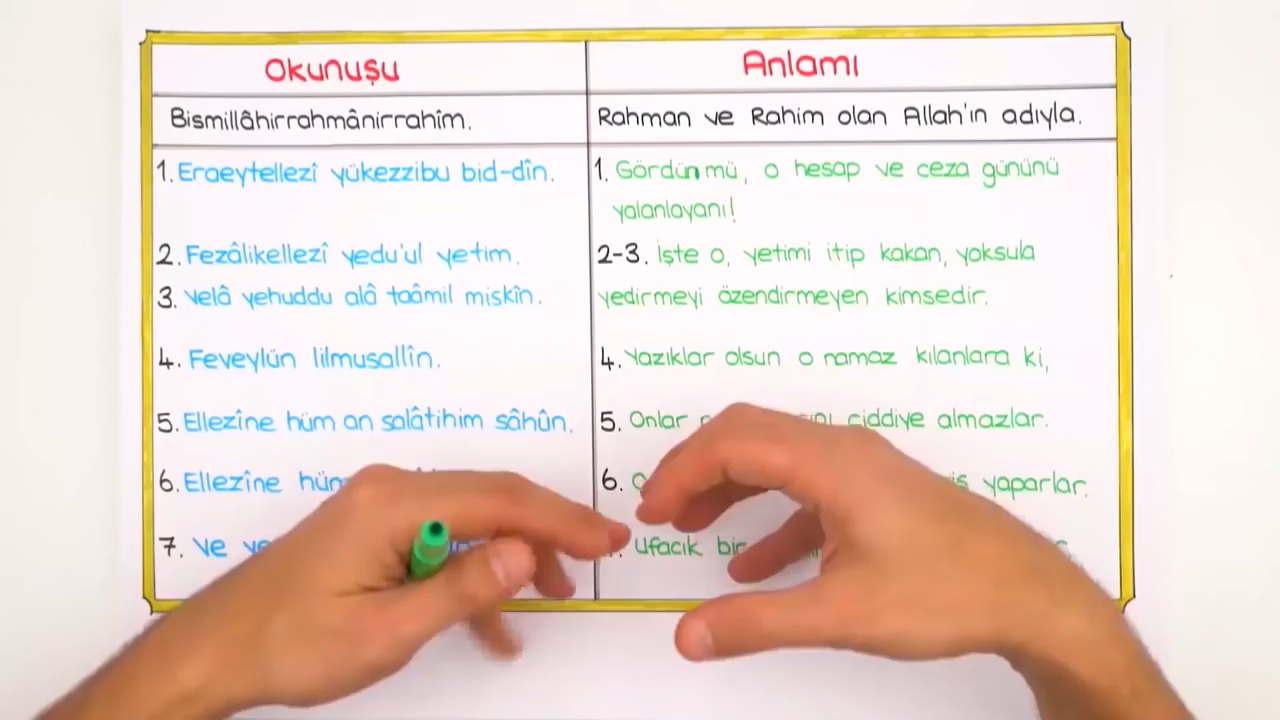 Okunuşu
Anlamı
Bismillâhirrahmânirrahîm.
Rahman ve Rahim olan Allah'ın adıyla.
1. Eraeytellezî yükezzibu bid-dîn.
1. Gördün mü, o hesap ve ceza gününü
yalanlayanı!
2. Fezâlikellezî yedu'ul yetim.
2-3. İşte o, yetimi itip kakan, yoksula
3. Velâ yehuddu alâ taâmil miskîn.
yedirmeyi özendirmeyen kimsedir.
4. Feveylün lilmusallîn.
4. Yazıklar olsun o namaz kılanlara ki,
5. Ellezîne hüm an salâtihim sâhûn.
5. Onlar ciddiye almazlar.
6. Ellezîne
6. yaparlar.
7. Ve
Ufacık bir